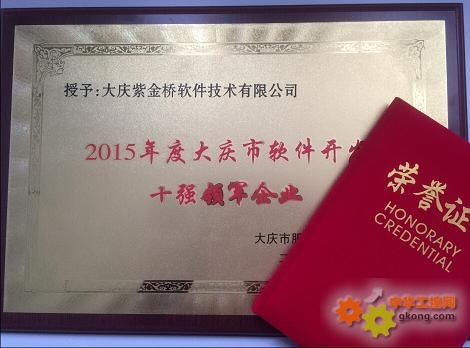 授予:大庆紫金桥软件技术有限公司
2015年度大庆市软件开发
十强领军企业
大庆市服
荣誉证
HONORARY
CREDENTIAL
中华工控网
gkong.com